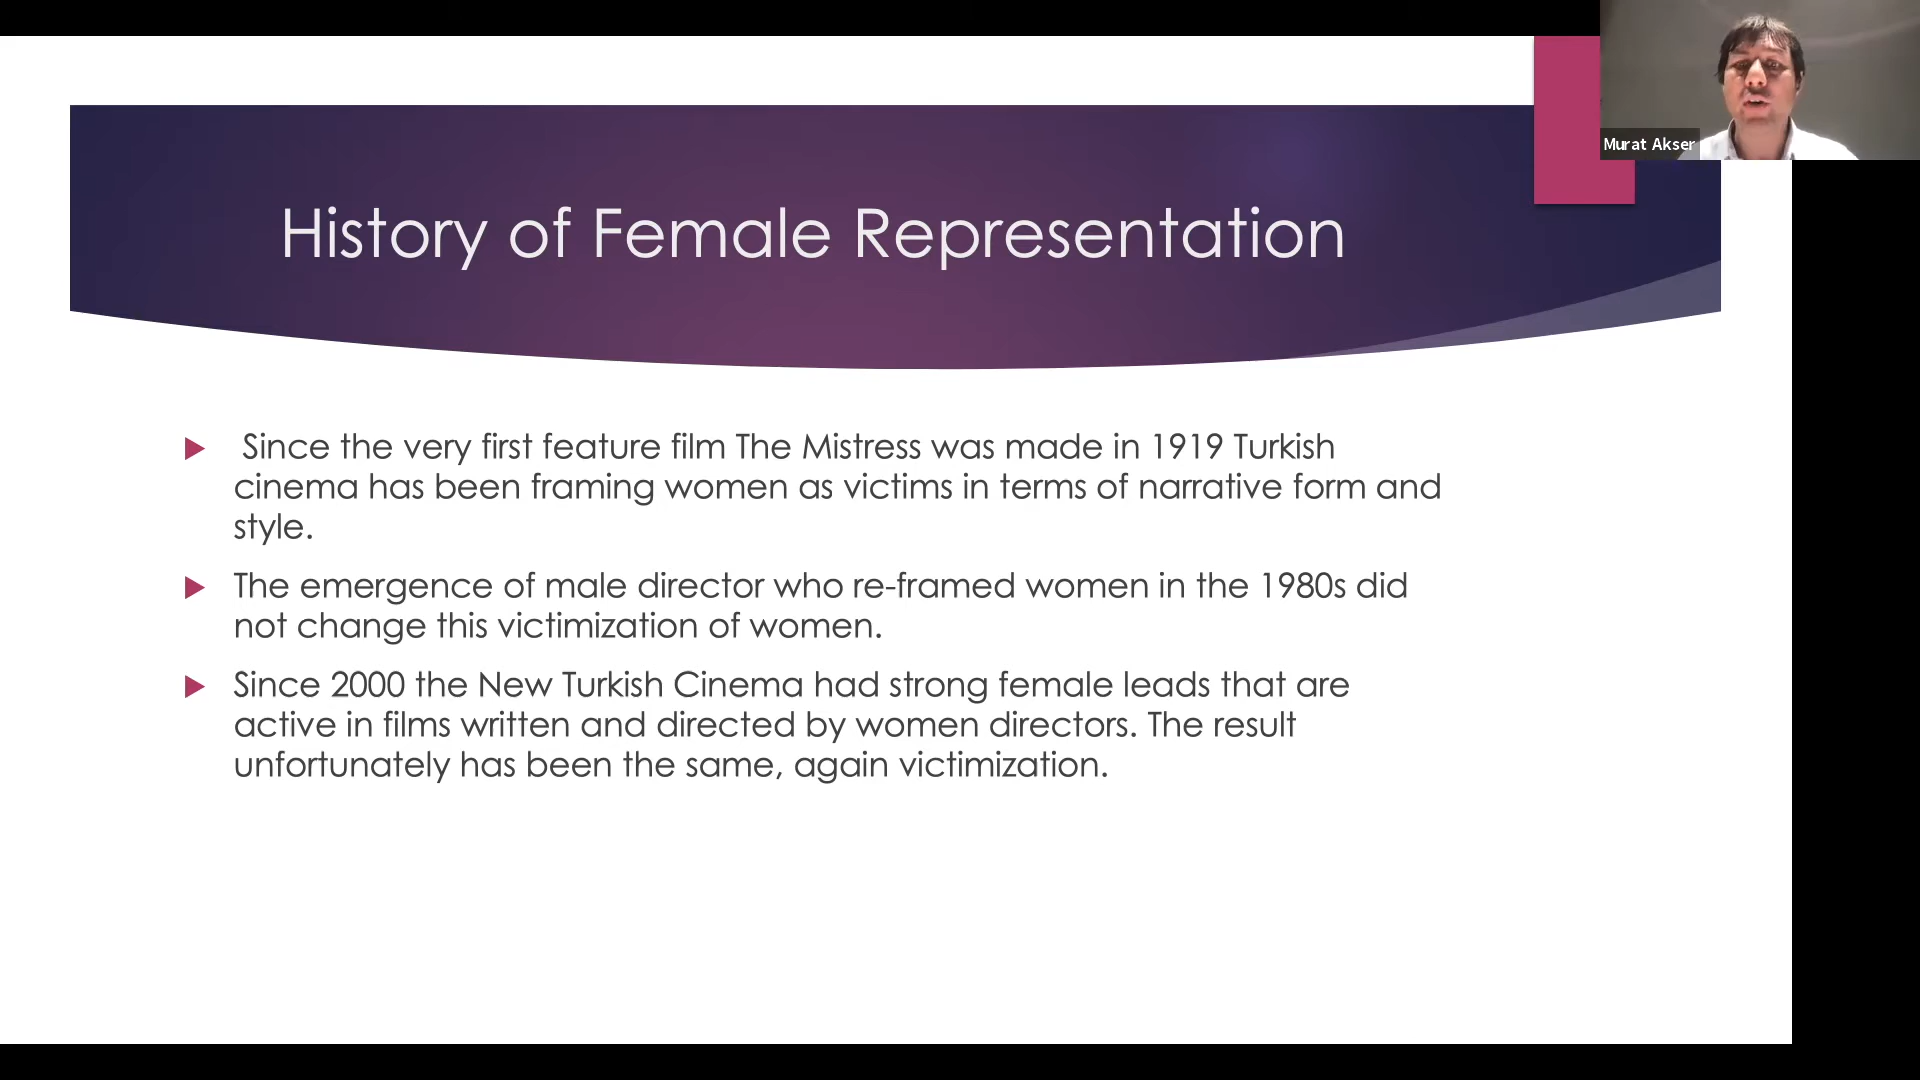 Murat Akser
History of Female Representation
Since the very first feature film The Mistress was made in 1919 Turkish
cinema has been framing women as victims in terms of narrative form and
style.
The emergence of male director who re-framed women in the 1980s did
not change this victimization of women.
Since 2000 the New Turkish Cinema had strong female leads that are
active in films written and directed by women directors. The result
unfortunately has been the same, again victimization.